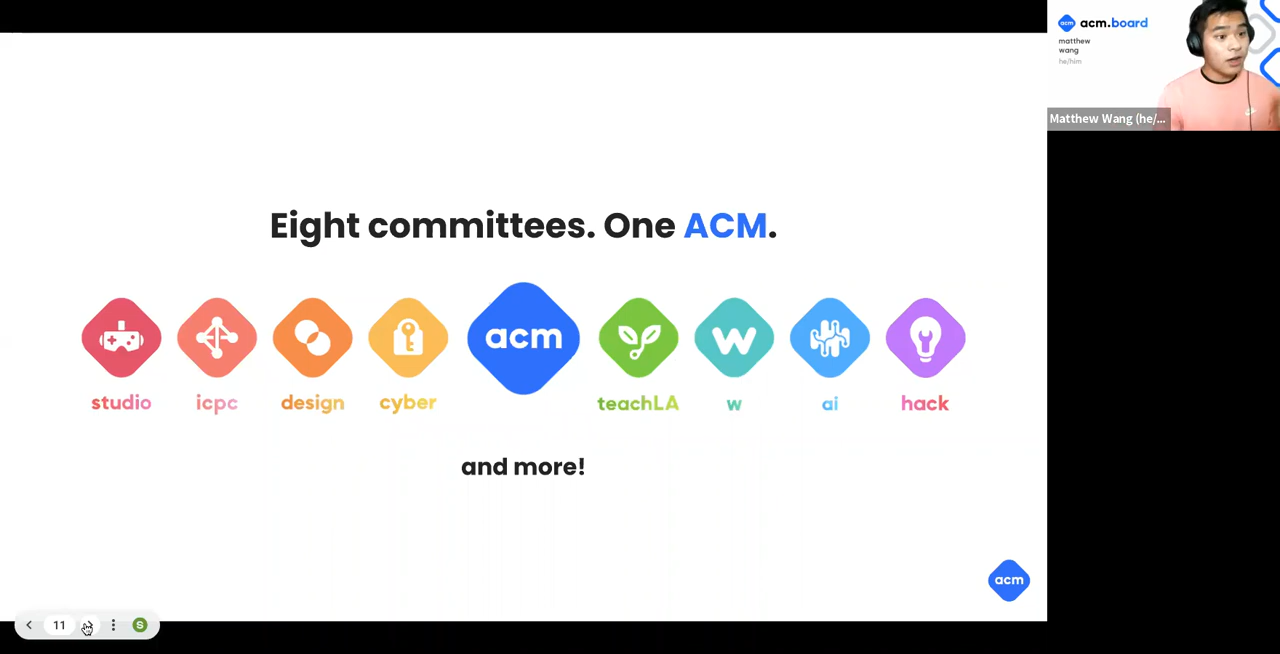 acm acm.board
matthew
wang
he/him
Matthew Wang (he/...
Eight committees. One ACM.
acm
w
studio icpc design cyber teachLA w ai hack
and more!
acm
11
S